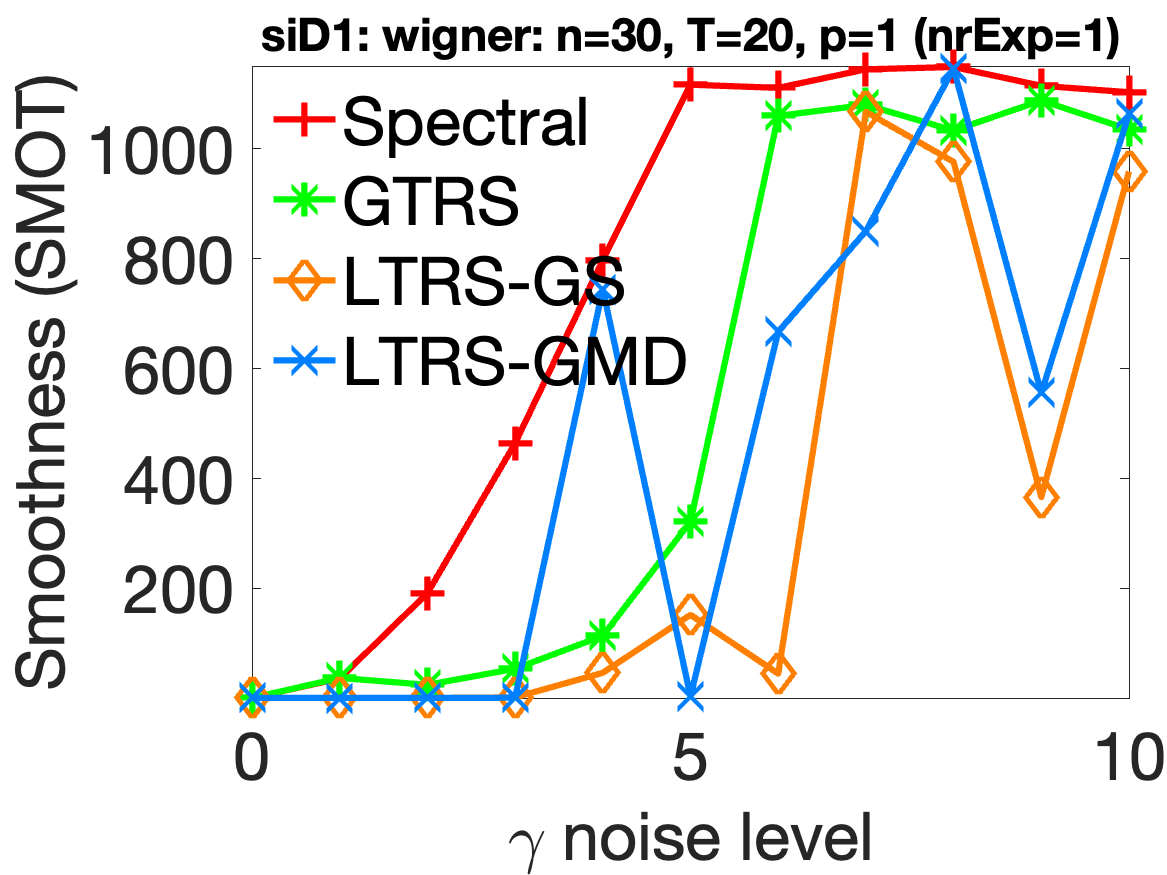 siD1: wigner: n=30, T=20, p=1 (nrExp=1)
Smoothness (SMOT)
1000
800
600
400
200
Spectral
GTRS
LTRS-GS
LTRS-GMD
0 5 10
γ noise level